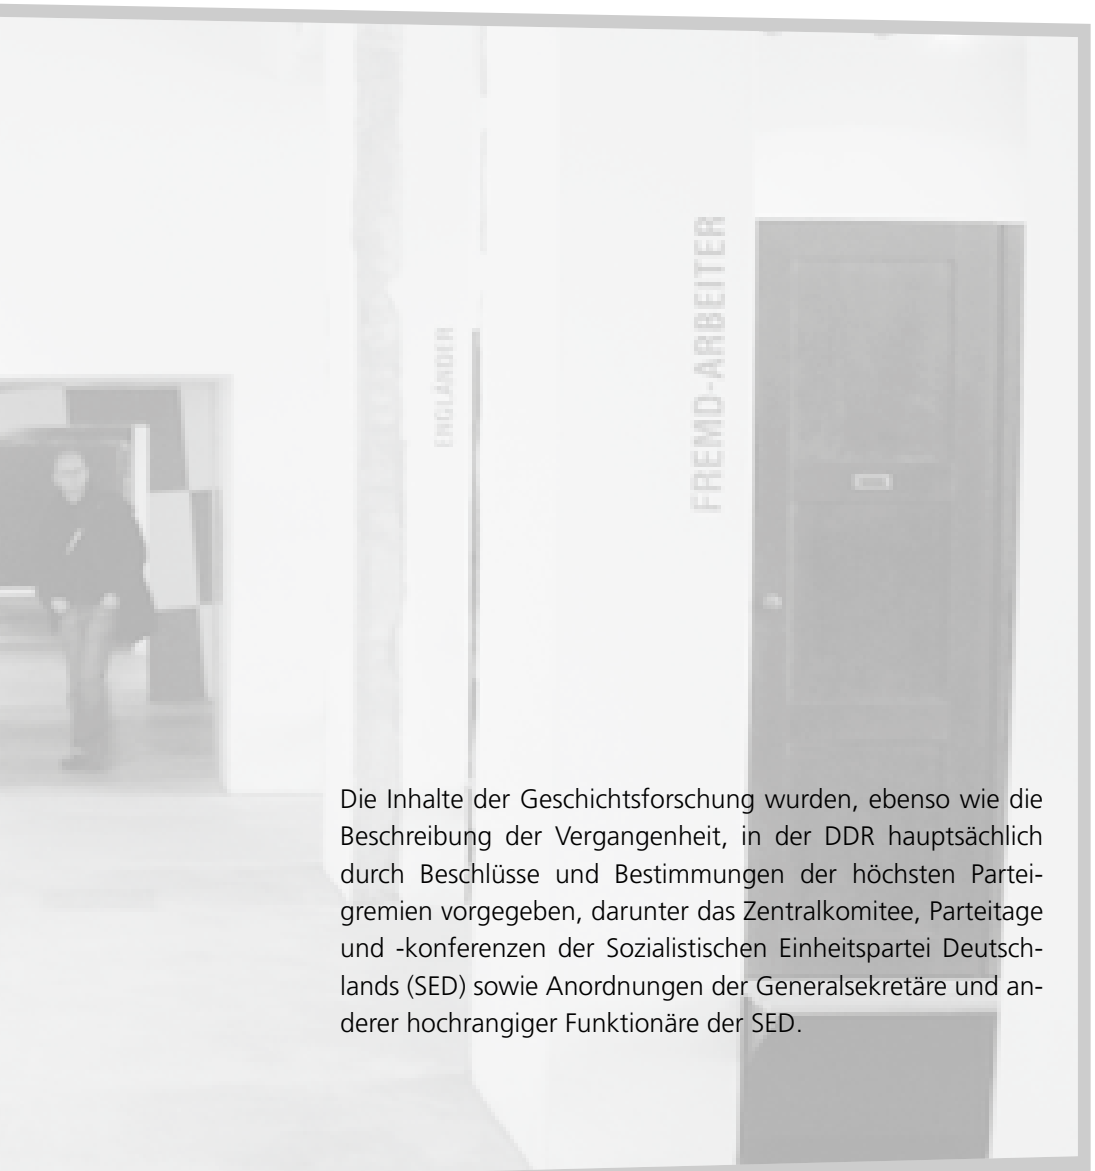 ENGLÄNDER
FREMD-ARBEITER
Die Inhalte der Geschichtsforschung wurden, ebenso wie die
Beschreibung der Vergangenheit, in der DDR hauptsächlich
durch Beschlüsse und Bestimmungen der höchsten Partei-
gremien vorgegeben, darunter das Zentralkomitee, Parteitage
und -konferenzen der Sozialistischen Einheitspartei Deutsch-
lands (SED) sowie Anordnungen der Generalsekretäre und an-
derer hochrangiger Funktionäre der SED.